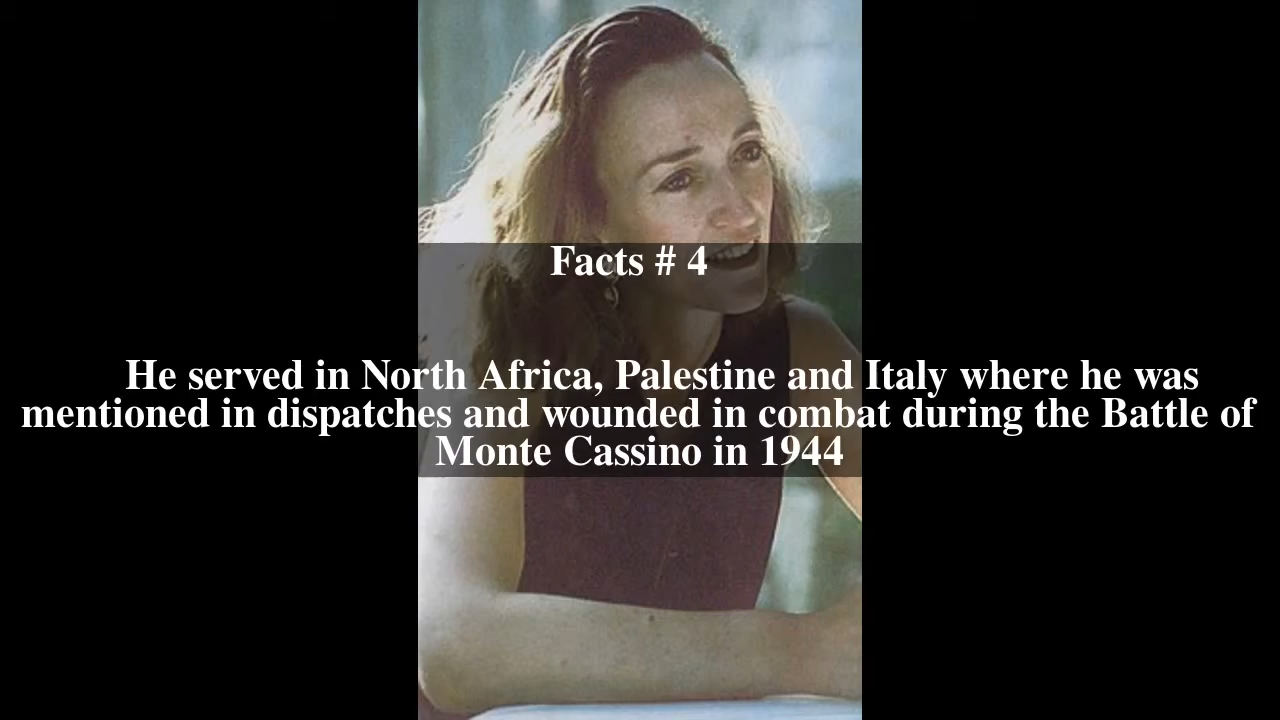 Facts # 4
He served in North Africa, Palestine and Italy where he was
mentioned in dispatches and wounded in combat during the Battle of
Monte Cassino in 1944